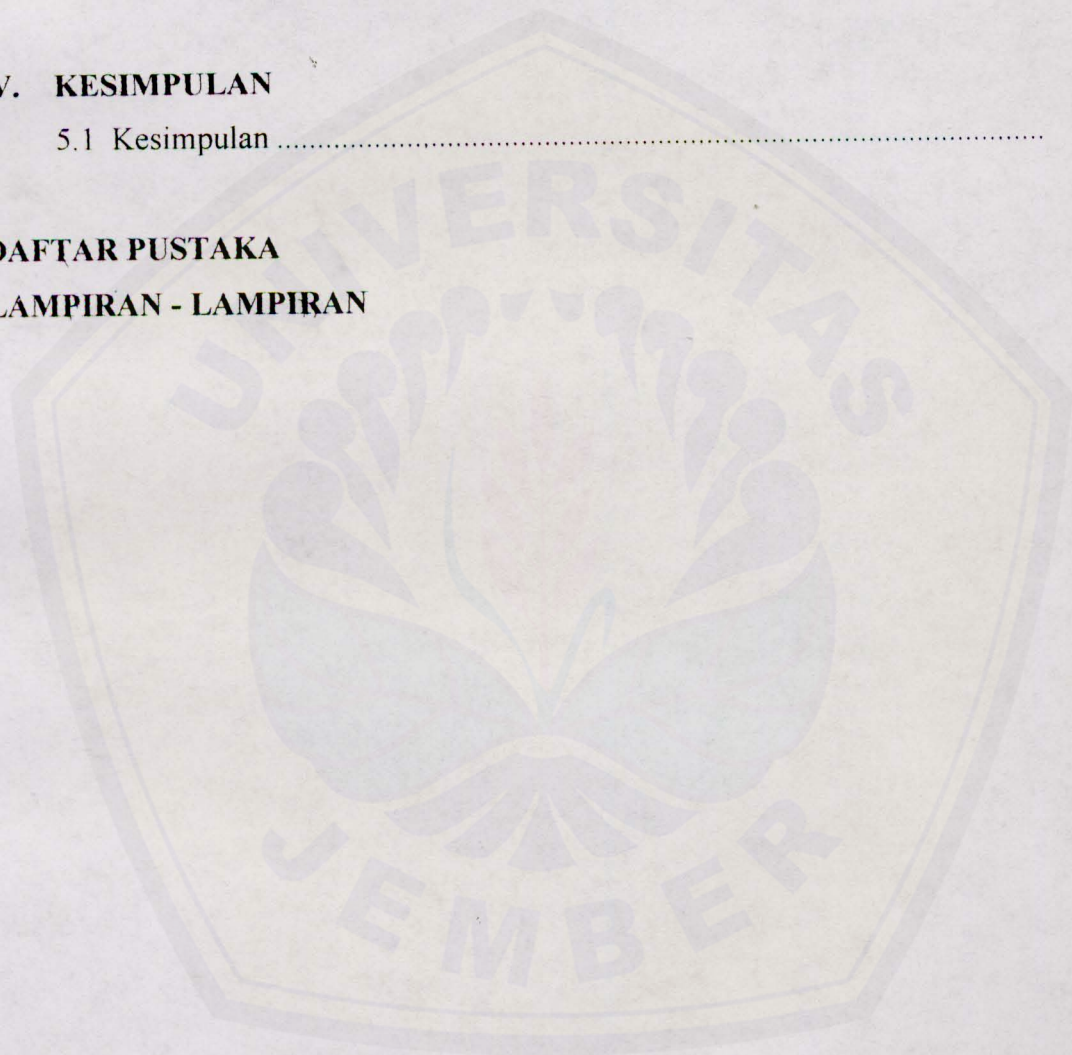 V. KESIMPULAN
5.1 Kesimpulan ..........................................................................................
DAFTAR PUSTAKA
LAMPIRAN - LAMPIRAN
UNIVERSITAS
JEMBER